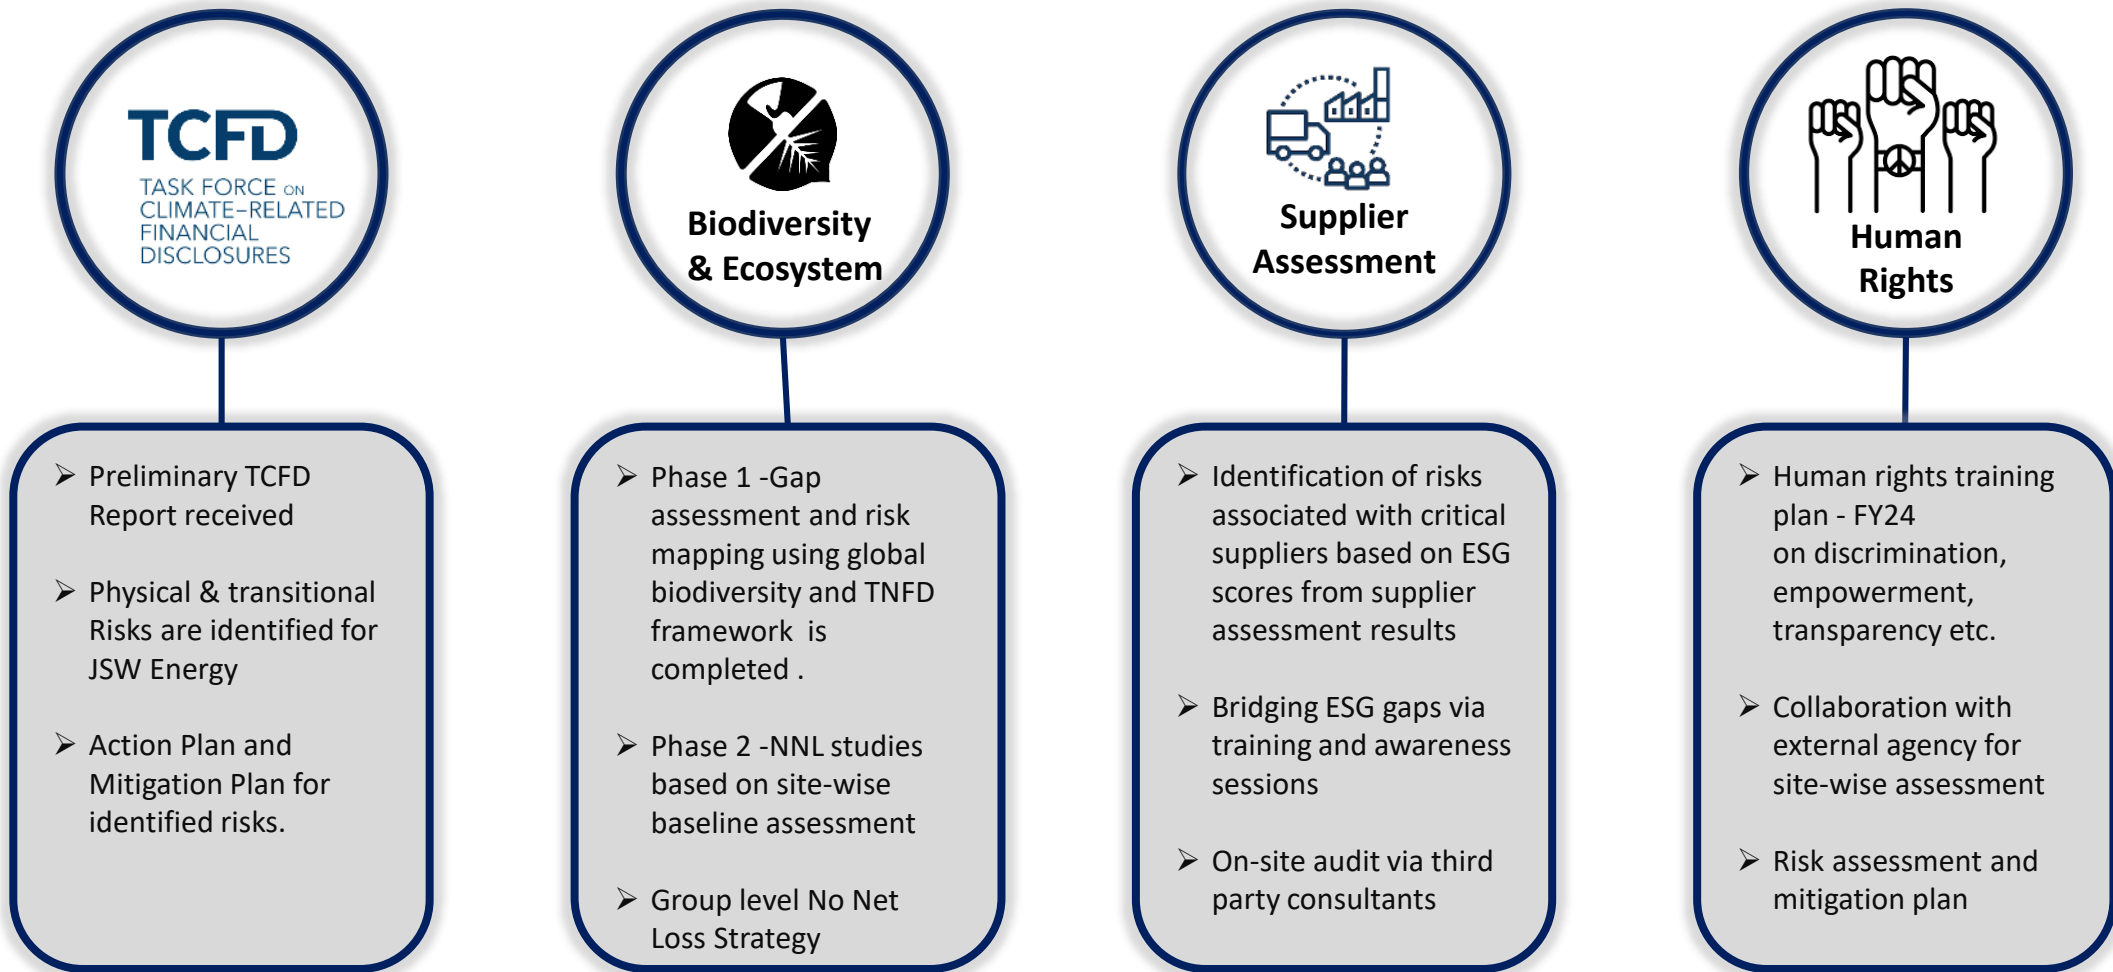 TCFD
TASK FORCE ON
CLIMATE-RELATED
FINANCIAL
DISCLOSURES
➢ Preliminary TCFD
Report received
➢ Physical & transitional
Risks are identified for
JSW Energy
➢ Action Plan and
Mitigation Plan for
identified risks.
Biodiversity
& Ecosystem
➢ Phase 1 -Gap
assessment and risk
mapping using global
biodiversity and TNFD
framework  is
completed .
➢ Phase 2 -NNL studies
based on site-wise
baseline assessment
➢ Group level No Net
Loss Strategy
Supplier
Assessment
➢ Identification of risks
associated with critical
suppliers based on ESG
scores from supplier
assessment results
➢ Bridging ESG gaps via
training and awareness
sessions
➢ On-site audit via third
party consultants
Human
Rights
➢ Human rights training
plan - FY24
on discrimination,
empowerment,
transparency etc.
➢ Collaboration with
external agency for
site-wise assessment
➢ Risk assessment and
mitigation plan